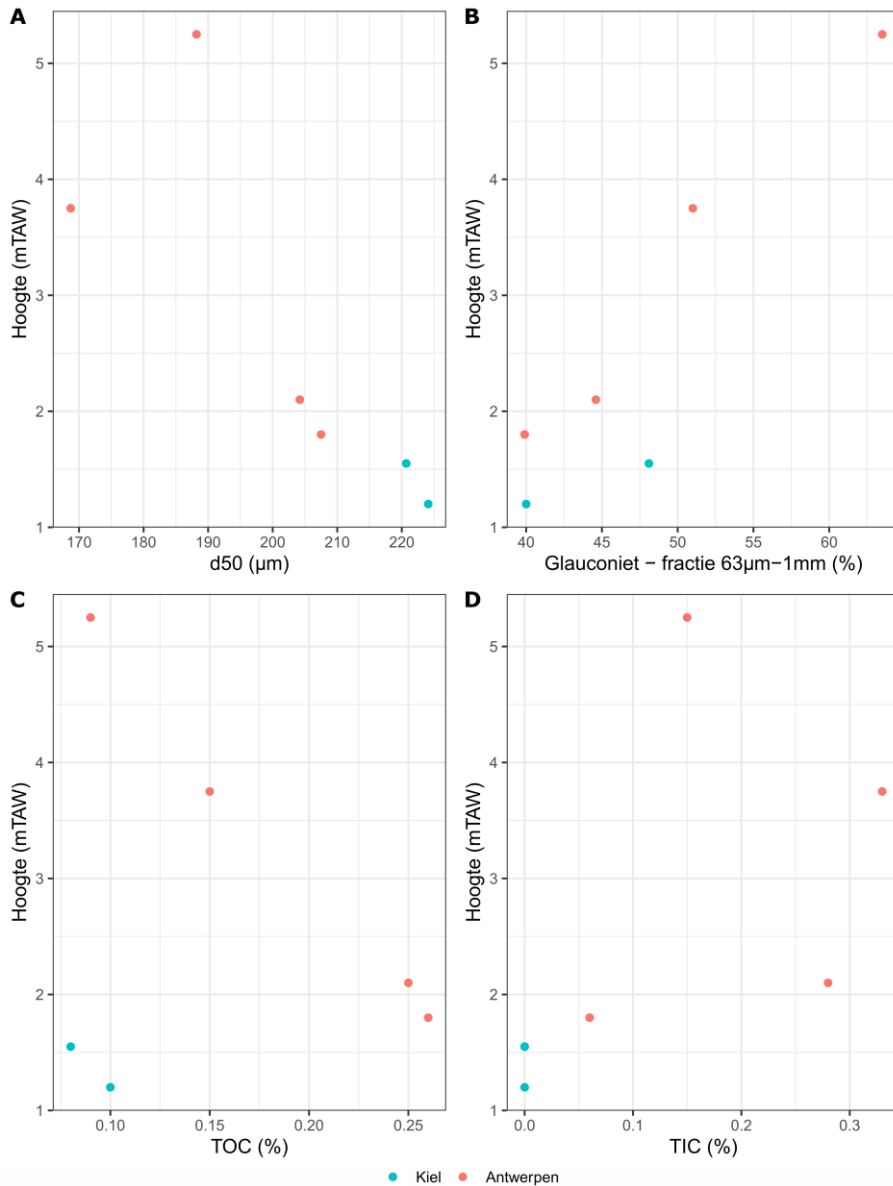 A
B
5
4
3
2
1
Hoogte (mTAW)
170 180 190 200 210 220
d50 (µm)
5
4
3
2
1
Hoogte (mTAW)
40 45 50 55 60
Glauconiet − fractie 63µm−1mm (%)
C
D
5
4
3
2
1
Hoogte (mTAW)
0.10 0.15 0.20 0.25
TOC (%)
5
4
3
2
1
Hoogte (mTAW)
0.0 0.1 0.2 0.3
TIC (%)
Kiel Antwerpen